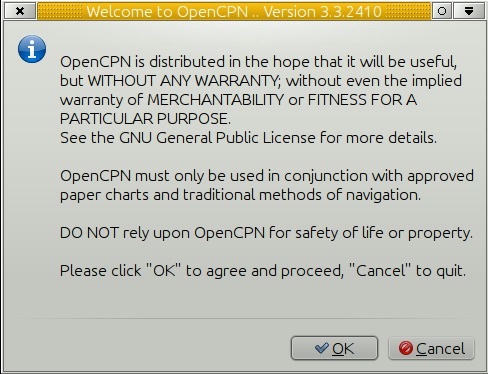 Welcome to OpenCPN .. Version 3.3.2410
OpenCPN is distributed in the hope that it will be useful,
but WITHOUT ANY WARRANTY; without even the implied
warranty of MERCHANTABILITY or FITNESS FOR A
PARTICULAR PURPOSE.
See the GNU General Public License for more details.
OpenCPN must only be used in conjunction with approved
paper charts and traditional methods of navigation.
DO NOT rely upon OpenCPN for safety of life or property.
Please click "OK" to agree and proceed, "Cancel" to quit.
OK Cancel